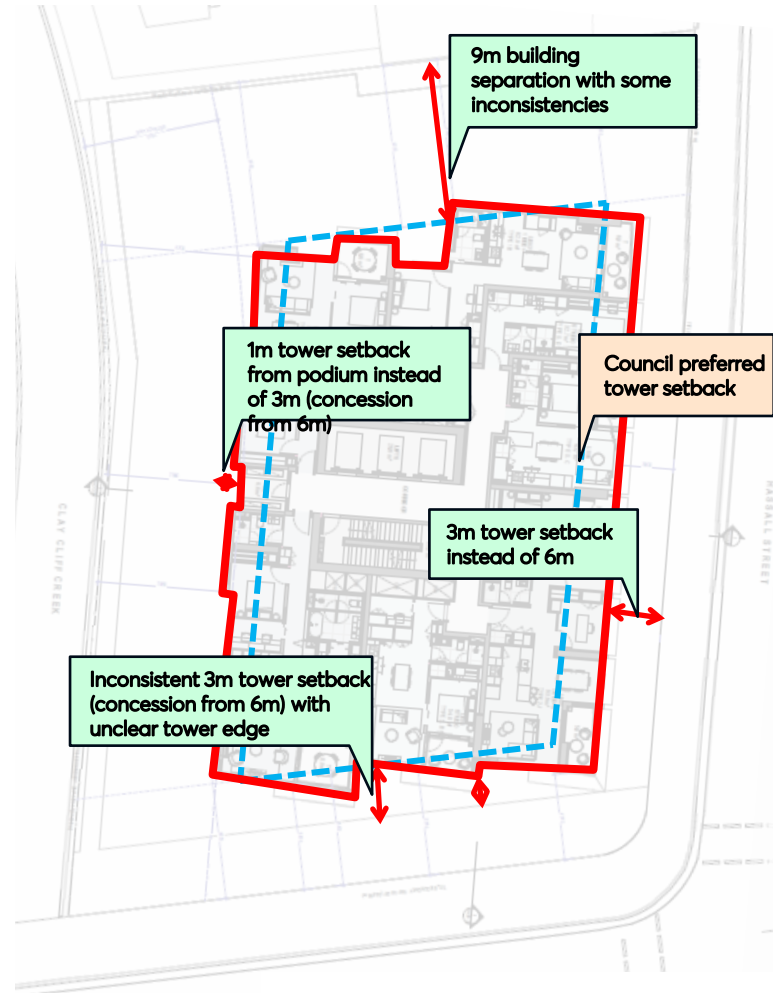 9m building
separation with some
inconsistencies
1m tower setback
from podium instead
of 3m (concession
from 6m)
Council preferred
tower setback
CLAY CLIFF CREEK
HASSALL STREET
3m tower setback
instead of 6m
Inconsistent 3m tower setback
(concession from 6m) with
unclear tower edge